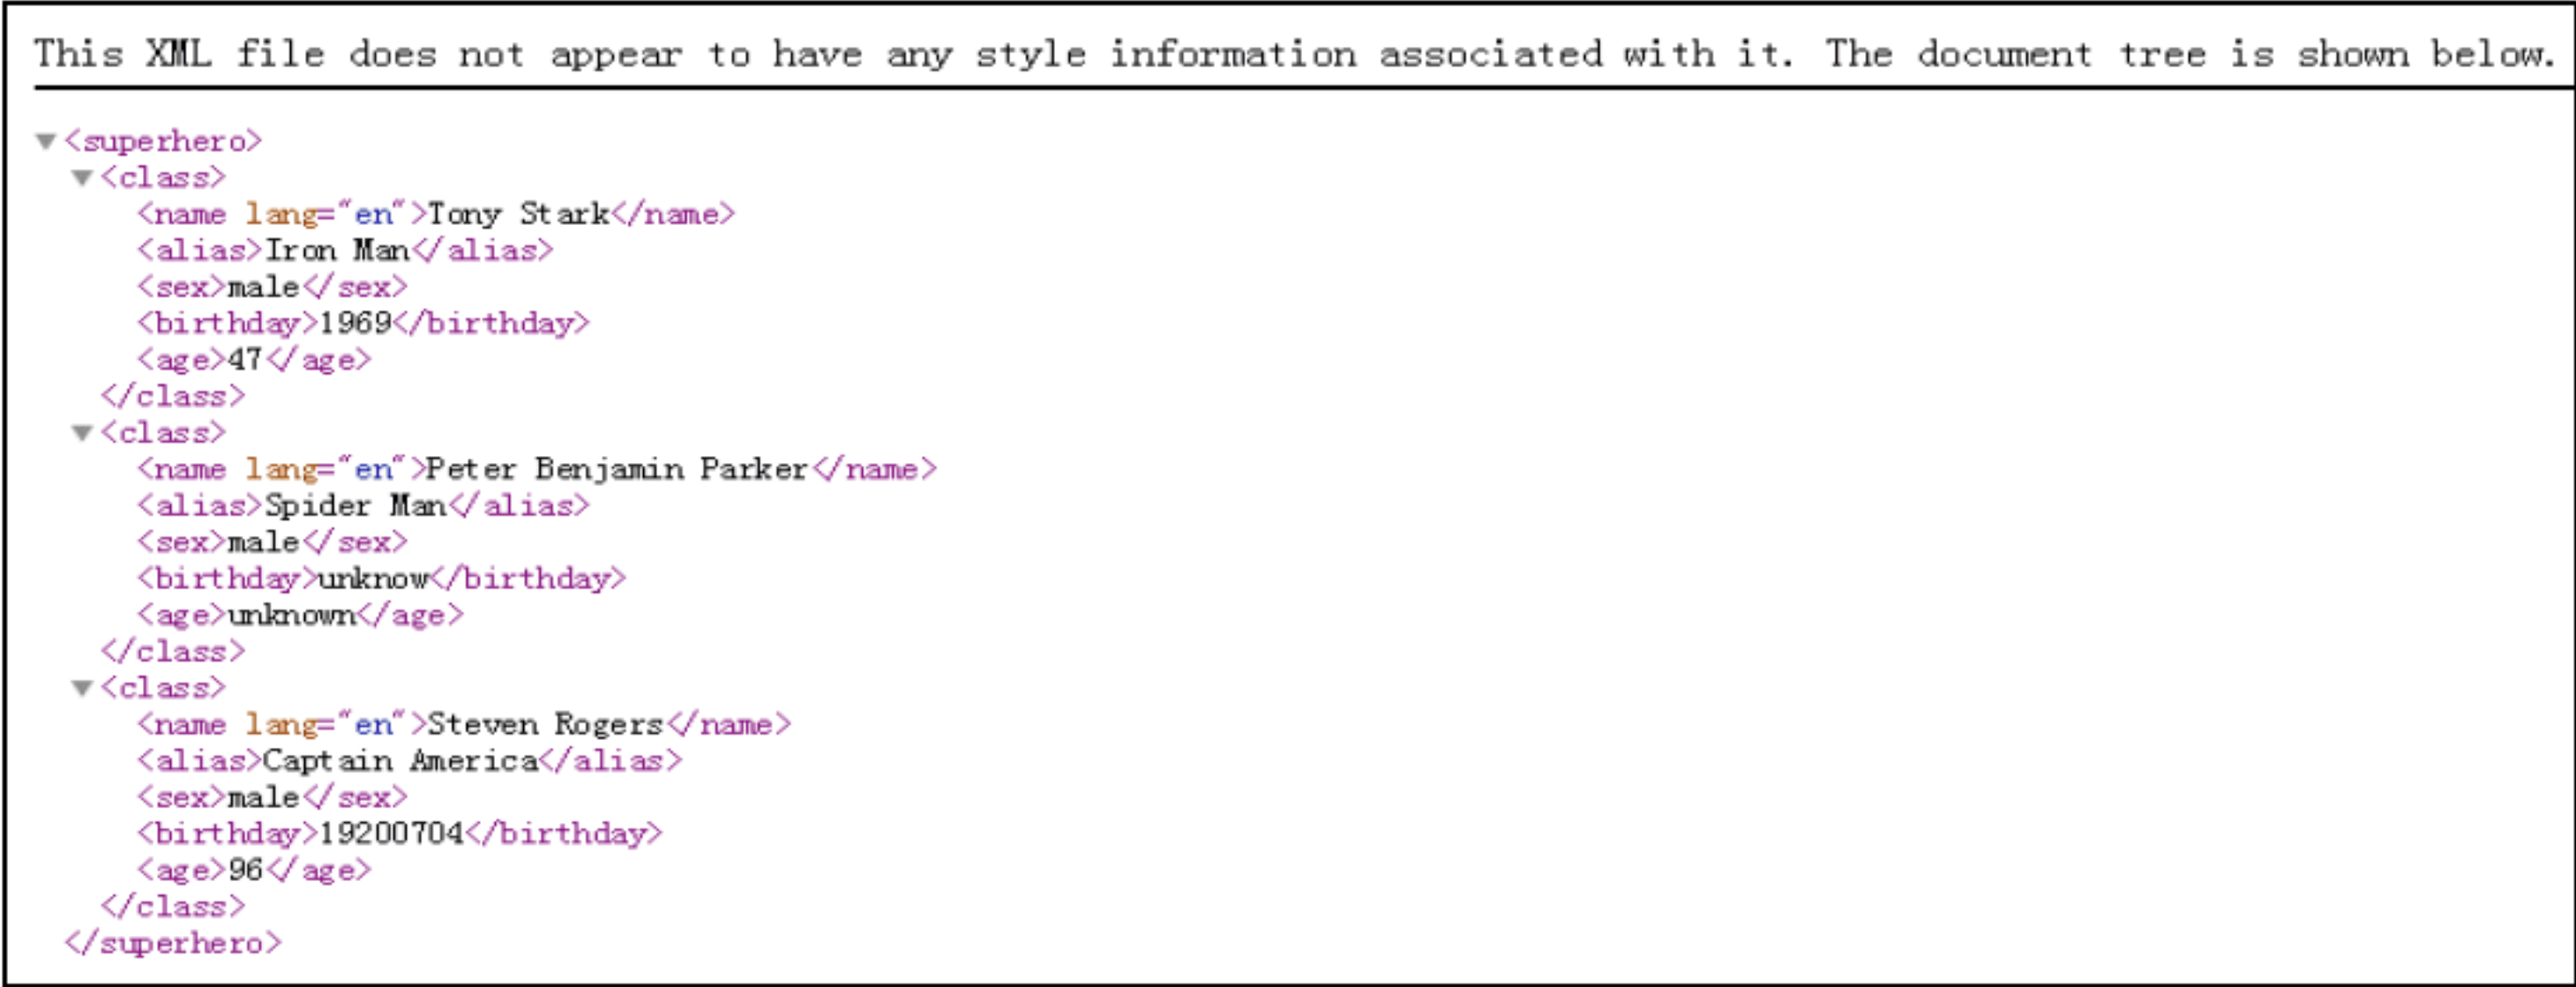 This XML file does not appear to have any style information associated with it. The document tree is shown below.
<superhero>
<class>
<name lang="en">Tony Stark</name>
<alias>Iron Man</alias>
<sex>male</sex>
<birthday>1969</birthday>
<age>47</age>
</class>
<class>
<name lang="en">Peter Benjamin Parker</name>
<alias>Spider Man</alias>
<sex>male</sex>
<birthday>unknow</birthday>
<age>unknown</age>
</class>
<class>
<name lang="en">Steven Rogers</name>
<alias>Captain America</alias>
<sex>male</sex>
<birthday>19200704</birthday>
<age>96</age>
</class>
</superhero>